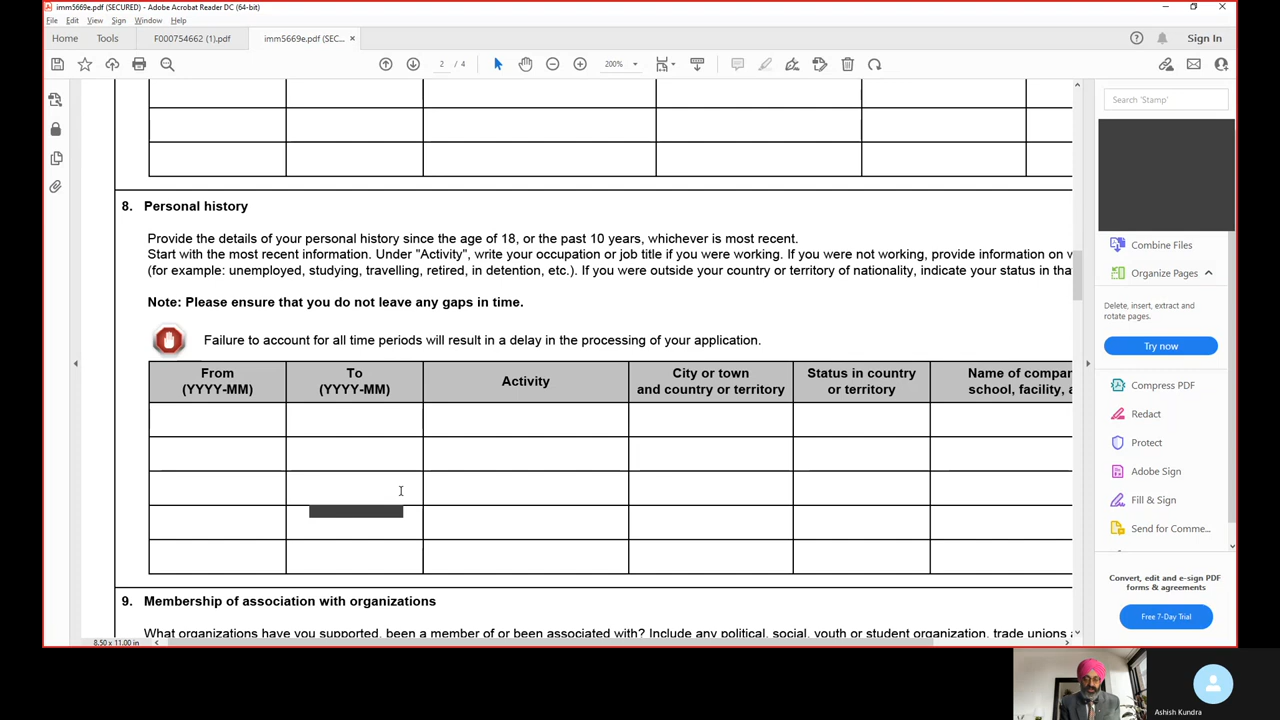 imm5669e.pdf (SECURED) - Adobe Acrobat Reader DC (64-bit)
File Edit View Sign Window Help
Home Tools F000754662 (1).pdf imm5669e.pdf (SEC... × Sign In
2 / 4 200%
Search 'Stamp'
8. Personal history
Provide the details of your personal history since the age of 18, or the past 10 years, whichever is most recent.
Start with the most recent information. Under "Activity", write your occupation or job title if you were working. If you were not working, provide information on w
(for example: unemployed, studying, travelling, retired, in detention, etc.). If you were outside your country or territory of nationality, indicate your status in tha
Note: Please ensure that you do not leave any gaps in time.
Failure to account for all time periods will result in a delay in the processing of your application.
From
(YYYY-MM)
To
(YYYY-MM)
Activity
City or town
and country or territory
Status in country
or territory
Name of compan
school, facility, a
9. Membership of association with organizations
What organizations have you supported, been a member of or been associated with? Include any political, social, youth or student organization, trade unions a
8.50 x 11.00 in
Combine Files
Organize Pages
Delete, insert, extract and
rotate pages.
Try now
Compress PDF
Redact
Protect
Adobe Sign
Fill & Sign
Send for Comme...
Convert, edit and e-sign PDF
forms & agreements
Free 7-Day Trial
Ashish Kundra